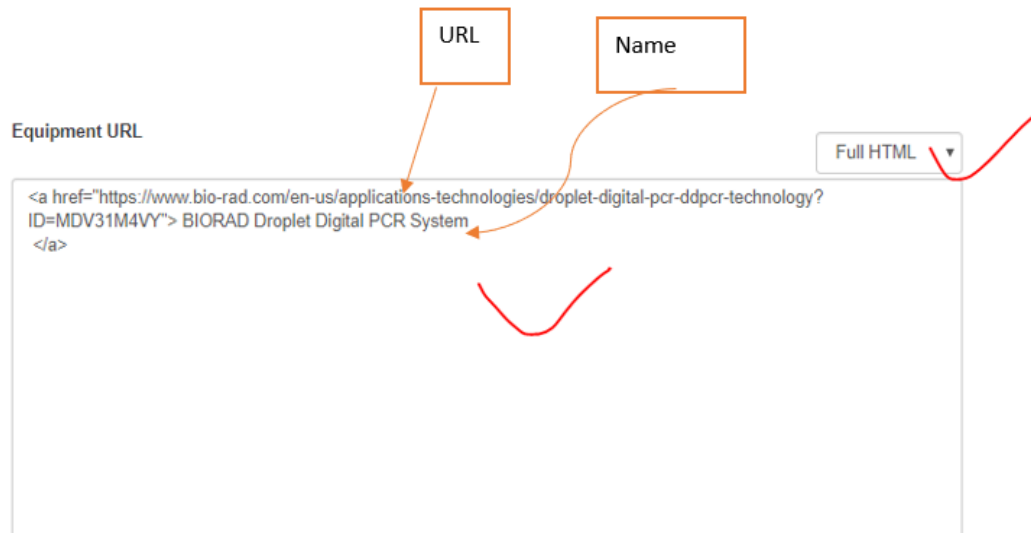 URL
Name
Equipment URL
Full HTML
<a href="https://www.bio-rad.com/en-us/applications-technologies/droplet-digital-pcr-ddpcr-technology?
ID=MDV31M4VY"> BIORAD Droplet Digital PCR System
</a>